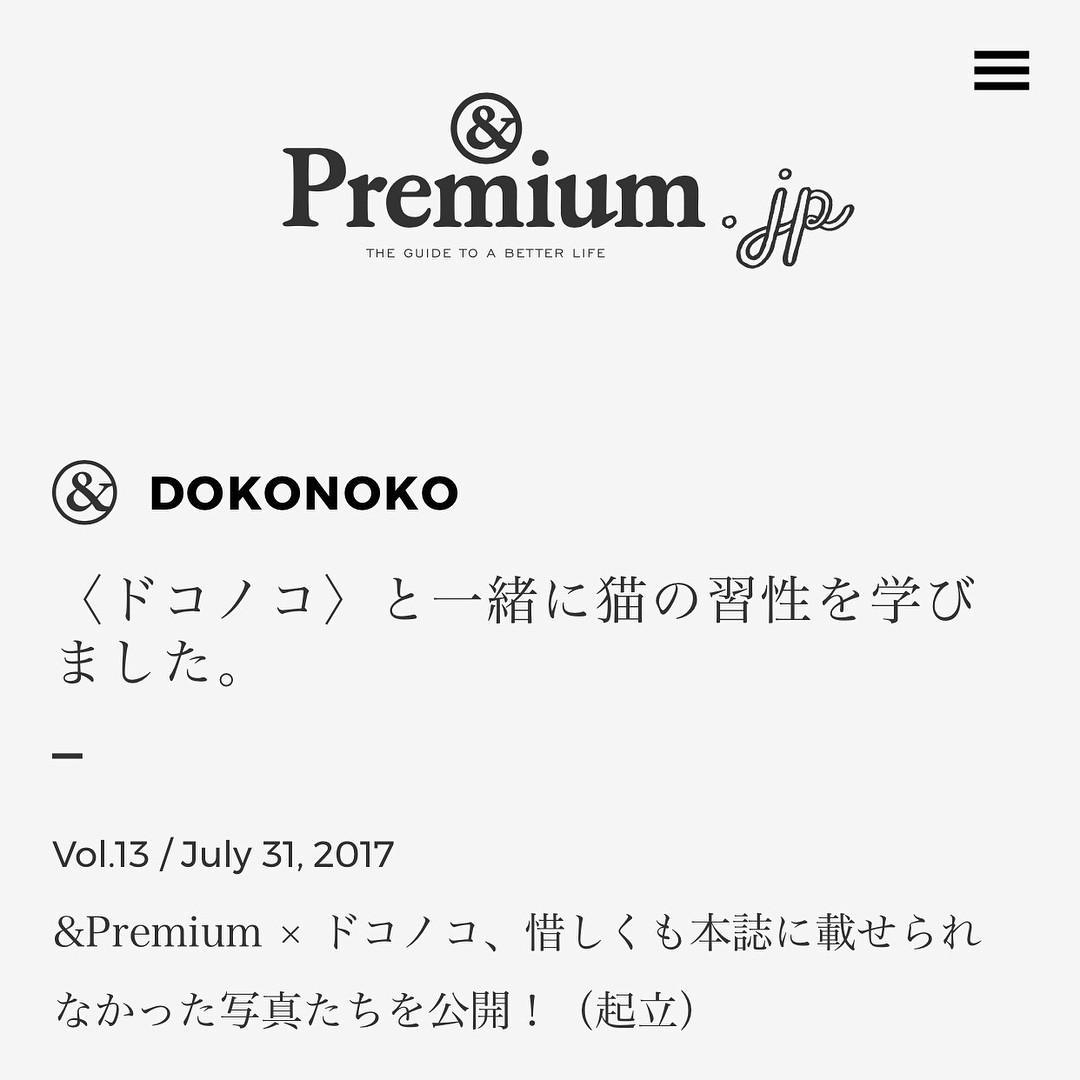 &
Premium.jp
THE GUIDE TO A BETTER LIFE
& DOKONOKO
〈ドコノコ〉と一緒に猫の習性を学び
ました。
Vol.13 / July 31, 2017
&Premium × ドコノコ、惜しくも本誌に載せられ
なかった写真たちを公開！（起立）